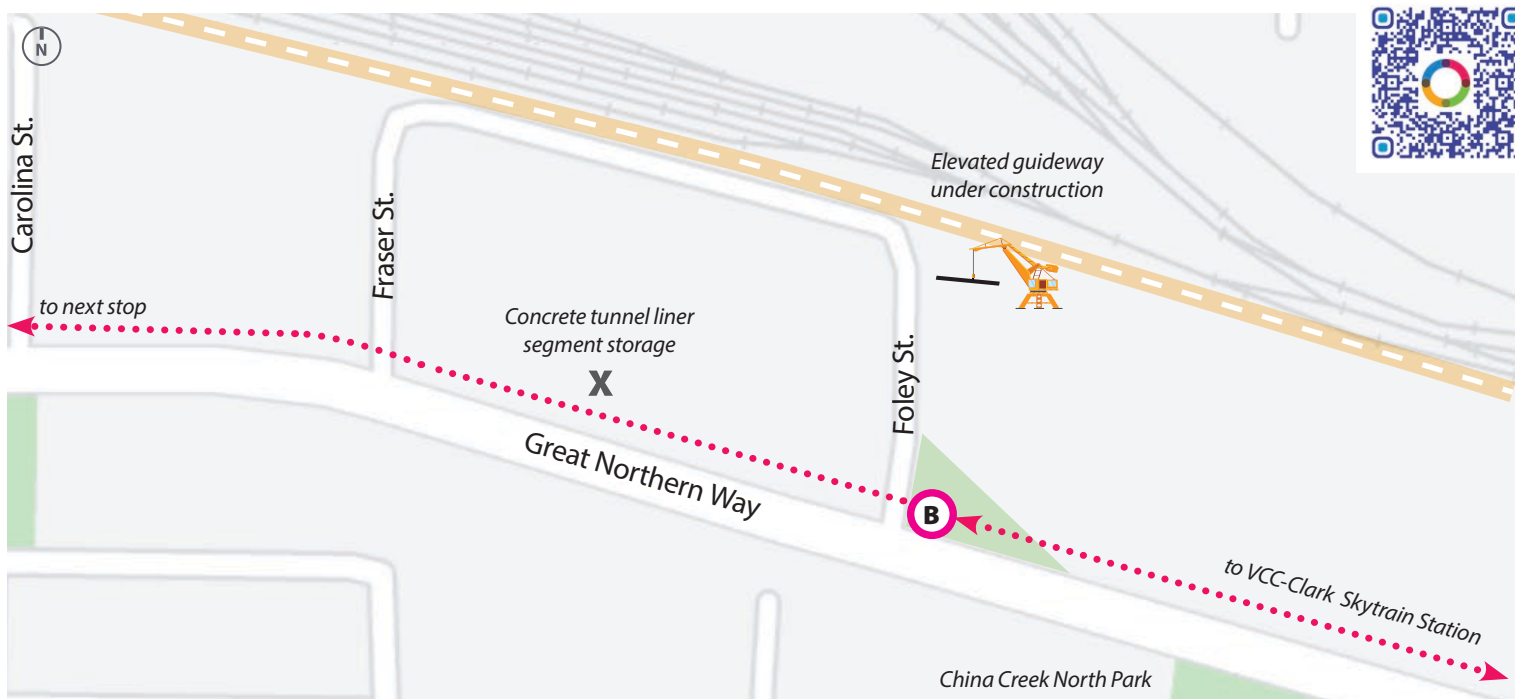 N
Carolina St.
Fraser St.
Elevated guideway
under construction
to next stop
Concrete tunnel liner
segment storage
X
Foley St.
Great Northern Way
B
to VCC-Clark Skytrain Station
China Creek North Park